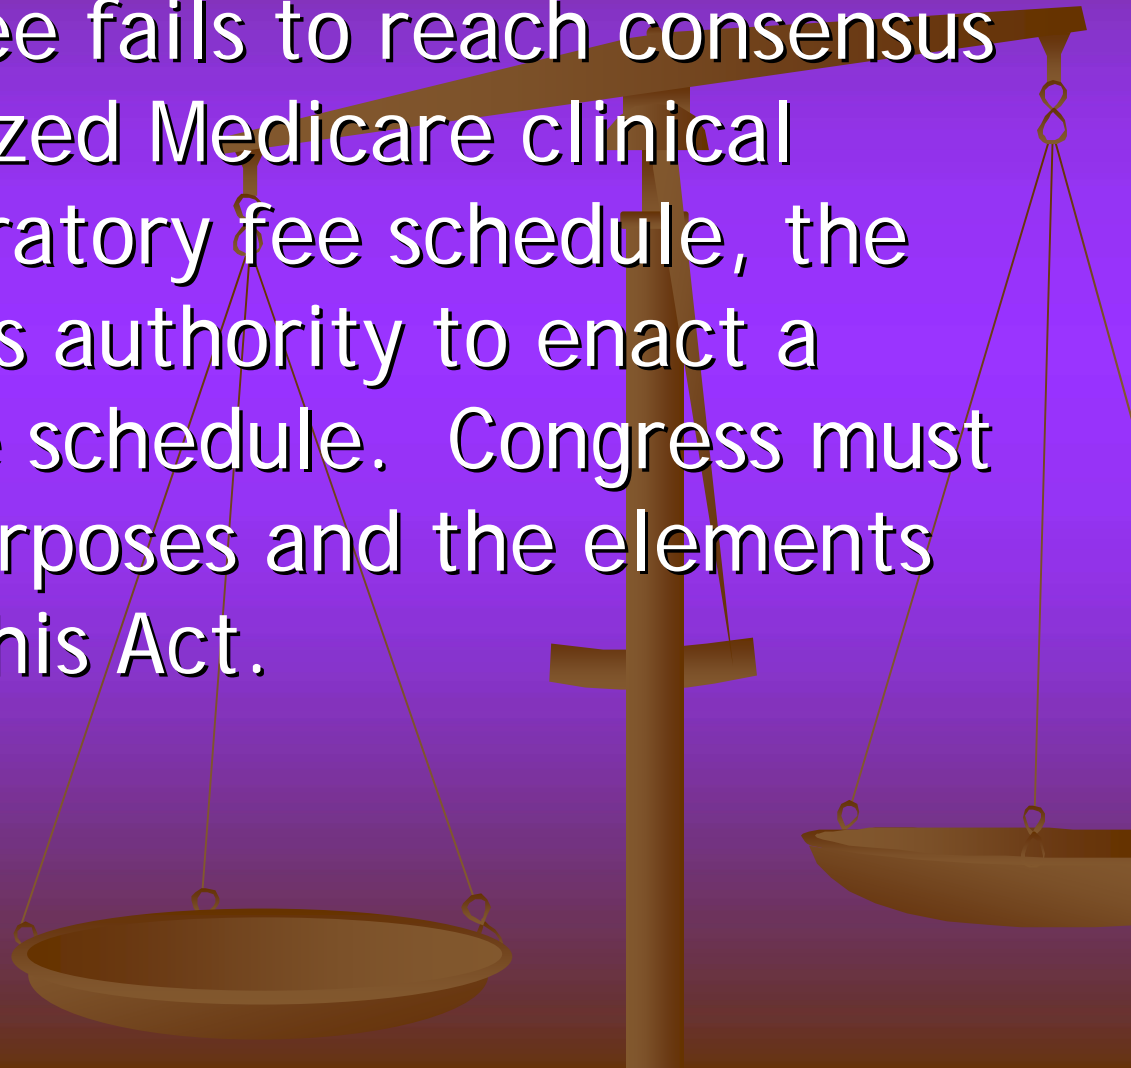 ee fails to reach consensus
zed Medicare clinical
ratory fee schedule, the
s authority to enact a
e schedule.  Congress must
rposes and the elements
his Act.